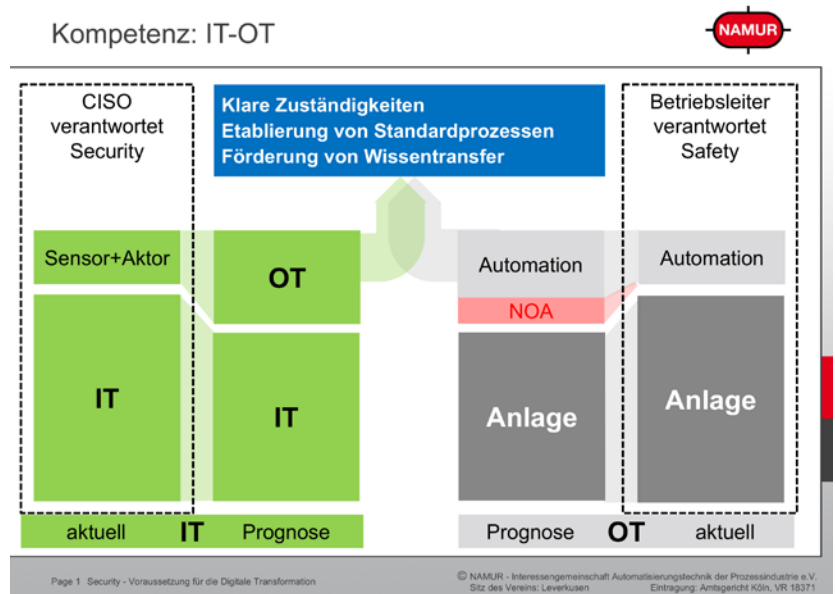 Kompetenz: IT-OT
NAMUR
CISO
verantwortet
Security
Klare Zuständigkeiten
Etablierung von Standardprozessen
Förderung von Wissentransfer
Betriebsleiter
verantwortet
Safety
Sensor+Aktor
OT
Automation
Automation
NOA
IT
IT
Anlage
Anlage
aktuell IT Prognose
Prognose OT aktuell
Page 1 Security - Voraussetzung für die Digitale Transformation
© NAMUR - Interessengemeinschaft Automatisierungstechnik der Prozessindustrie e.V.
Sitz des Vereins: Leverkusen Eintragung: Amtsgericht Köln, VR 18371